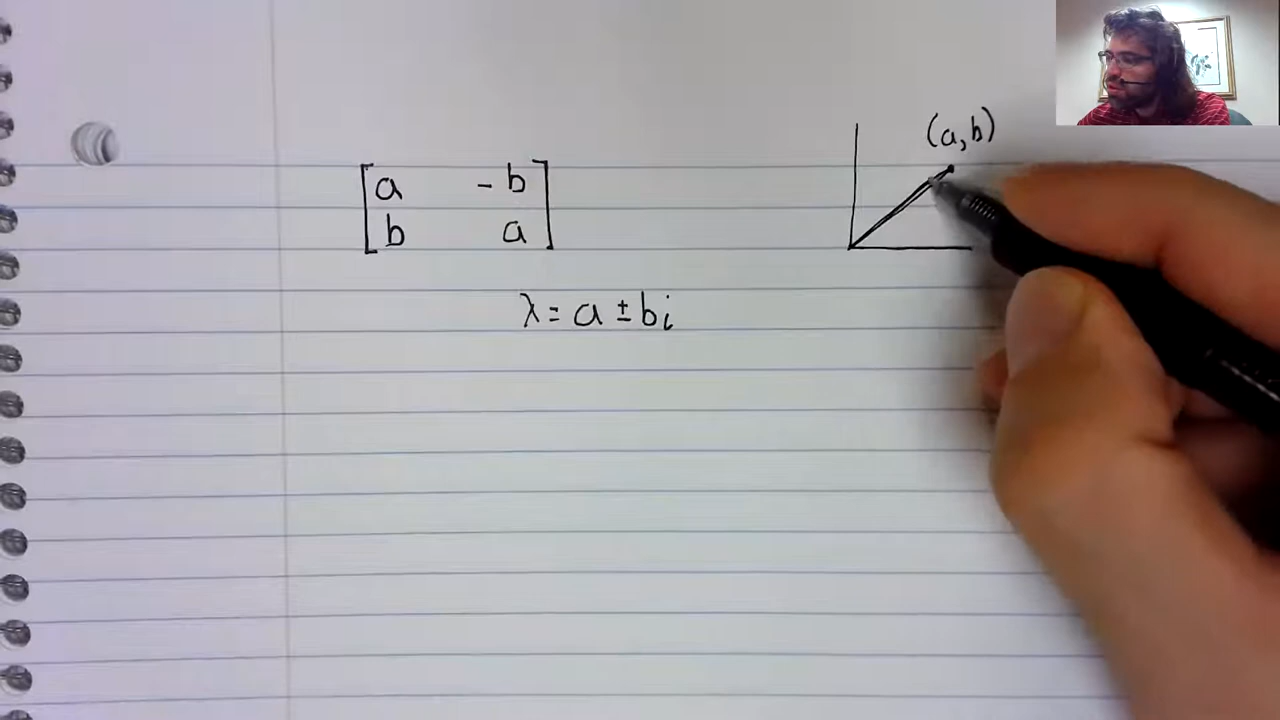 (a,b)
a -b
b a
λ = a ± bi